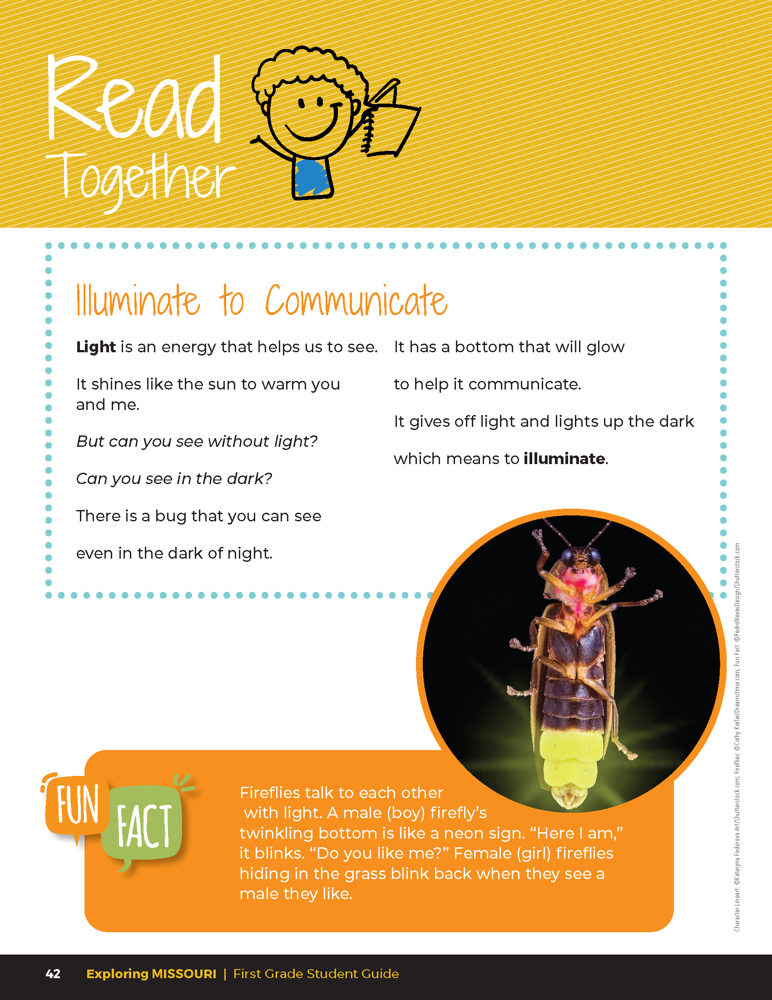 Read
Together
Illuminate to Communicate
Light is an energy that helps us to see.
It shines like the sun to warm you
and me.
But can you see without light?
Can you see in the dark?
There is a bug that you can see
even in the dark of night.
It has a bottom that will glow
to help it communicate.
It gives off light and lights up the dark
which means to illuminate.
FUN
FACT
Fireflies talk to each other
with light. A male (boy) firefly’s
twinkling bottom is like a neon sign. “Here I am,”
it blinks. “Do you like me?” Female (girl) fireflies
hiding in the grass blink back when they see a
male they like.
Character Lineart: ©Kateryna Fedorova Art/Shutterstock.com; Fireflies: ©Cathy Keifer/Dreamstime.com; Fun Fact: ©PedroNevesDesign/Shutterstock.com
42 Exploring MISSOURI | First Grade Student Guide